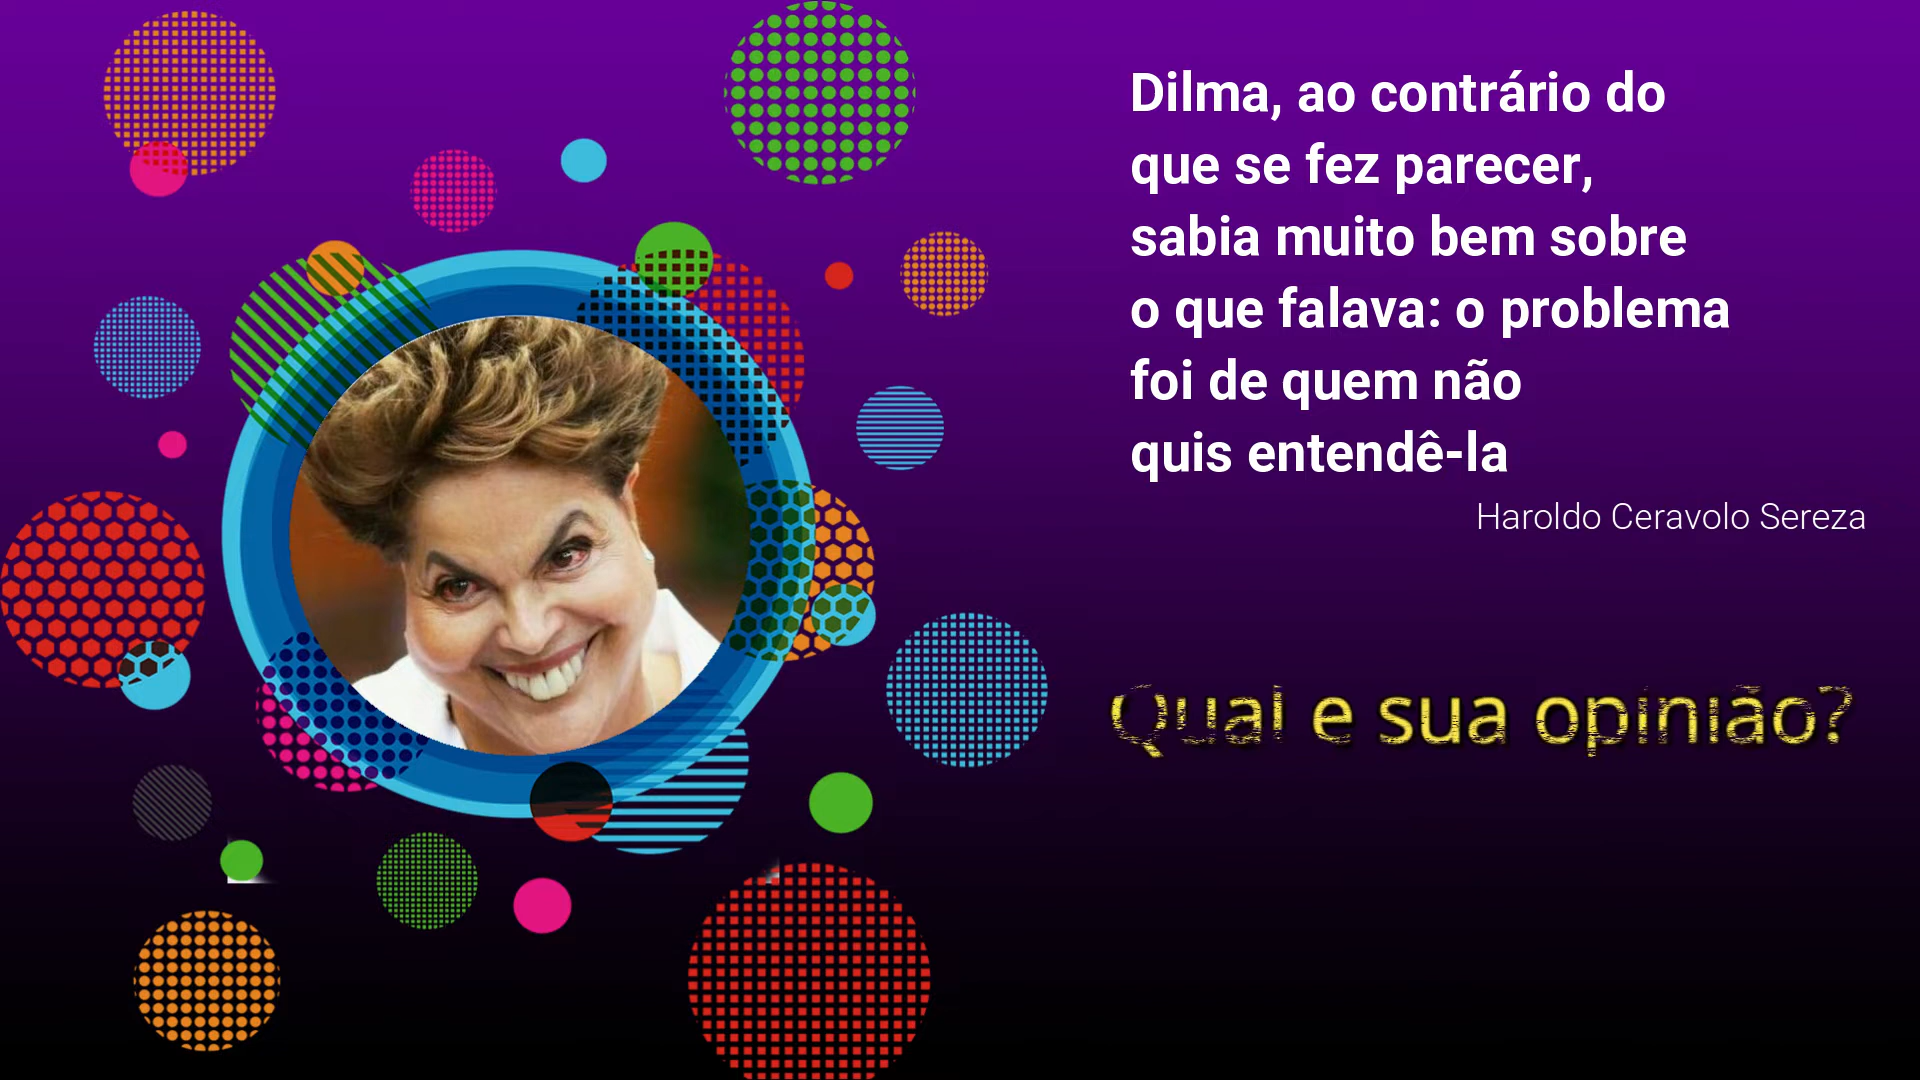 Dilma, ao contrário do
que se fez parecer,
sabia muito bem sobre
o que falava: o problema
foi de quem não
quis entendê-la
Haroldo Ceravolo Sereza
Qual e sua opinião?